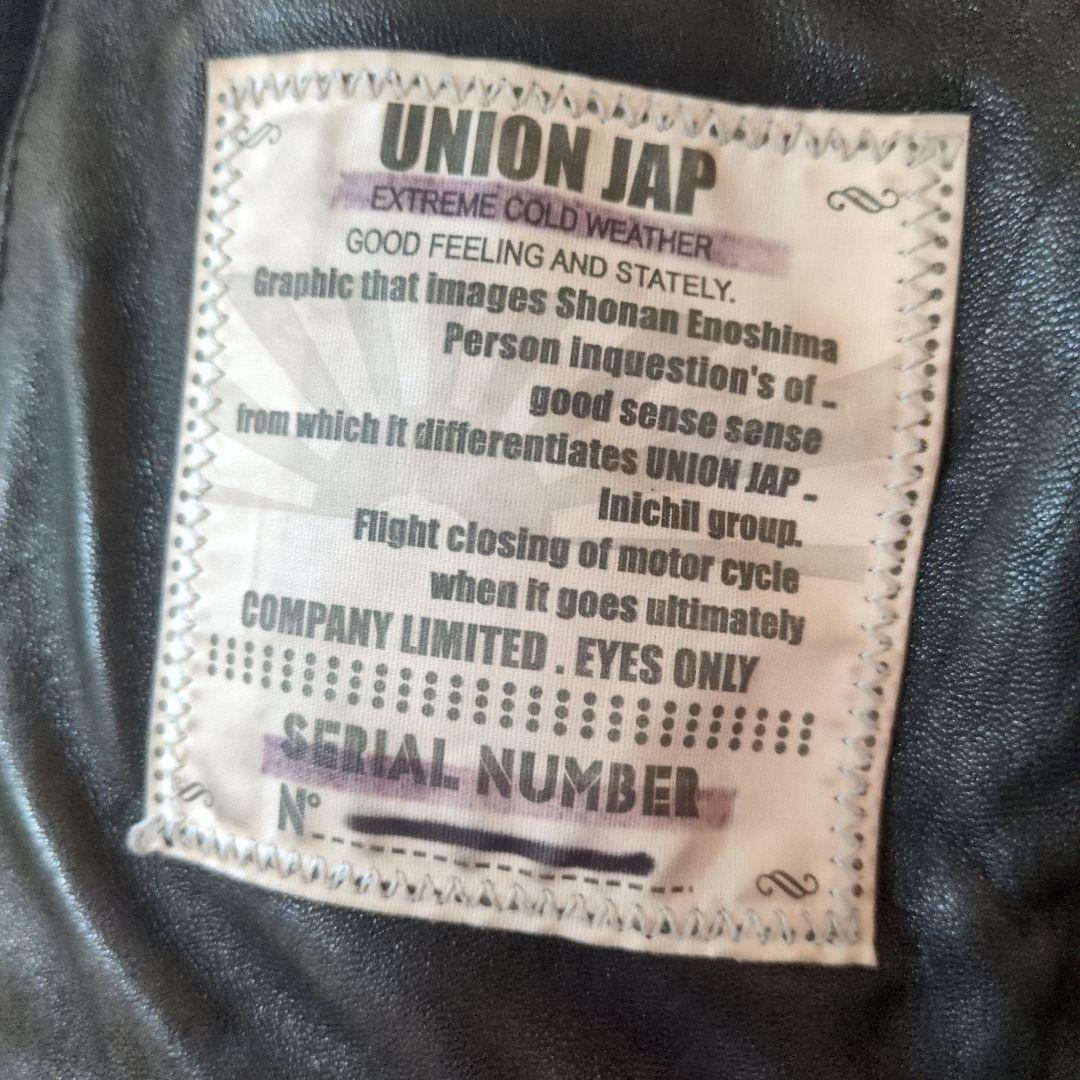 UNION JAP
EXTREME COLD WEATHER
GOOD FEELING AND STATELY.
Graphic that images Shonan Enoshima
Person inquestion's of -
good sense sense
from which it differentiates UNION JAP -
Inichil group.
Flight closing of motor cycle
when it goes ultimately
COMPANY LIMITED . EYES ONLY
SERIAL NUMBER
N°